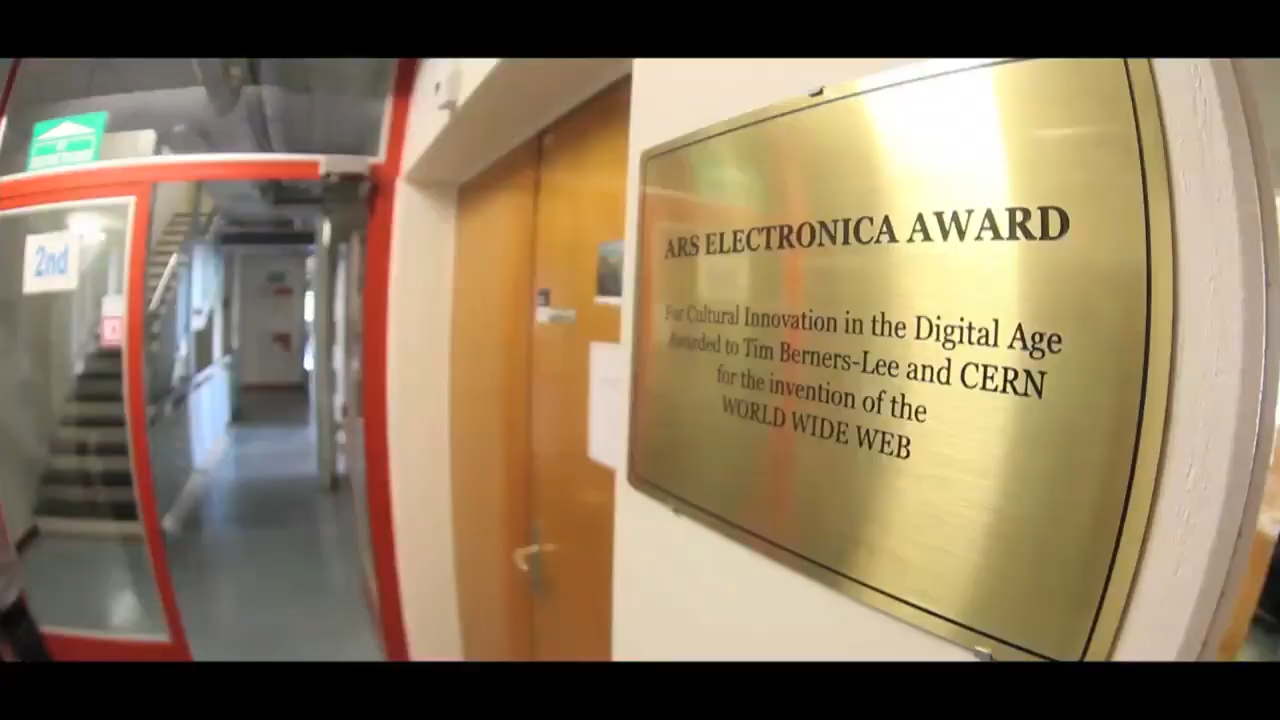 2nd
ARS ELECTRONICA AWARD
For Cultural Innovation in the Digital Age
Awarded to Tim Berners-Lee and CERN
for the invention of the
WORLD WIDE WEB